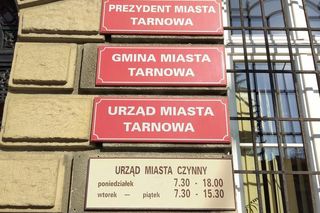 PREZYDENT MIASTA
TARNOWA
GMINA MIASTA
TARNOWA
URZĄD MIASTA
TARNOWA
URZĄD MIASTA CZYNNY
poniedziałek 7.30 - 18.00
wtorek — piątek 7.30 - 15.30